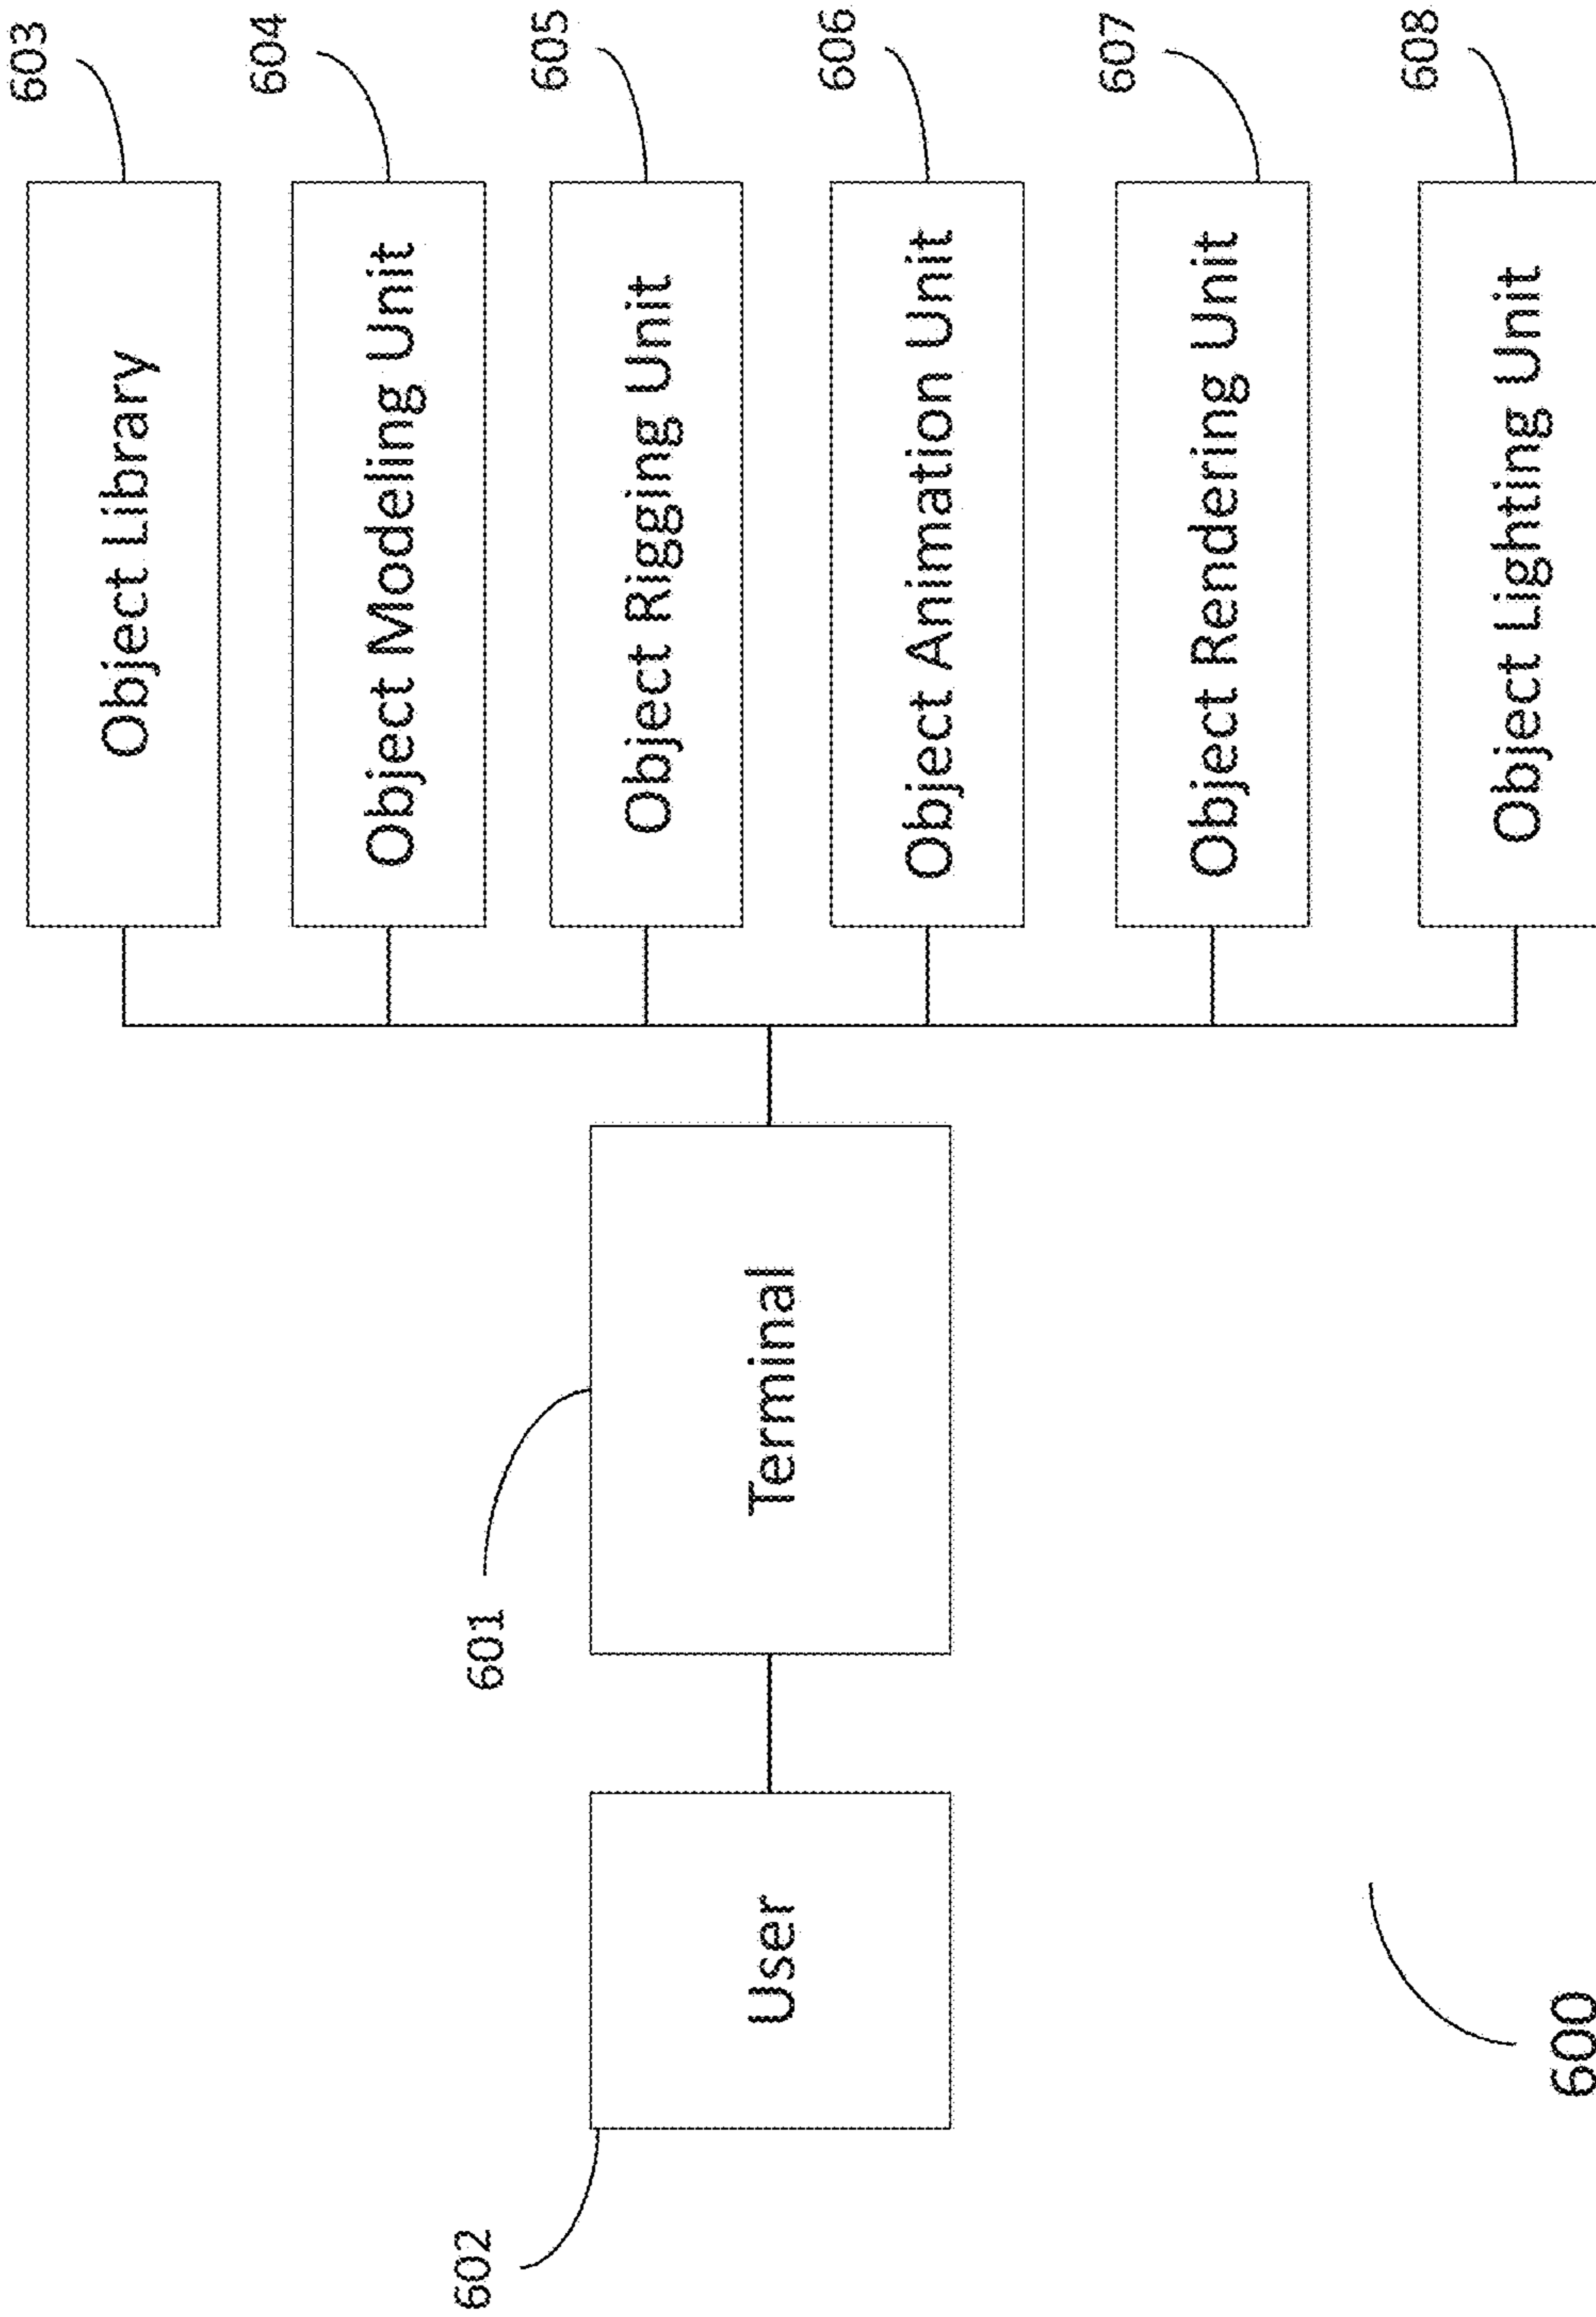 603
Object Library
604
Object Modeling Unit
605
Object Rigging Unit
606
Object Animation Unit
607
Object Rendering Unit
608
Object Lighting Unit
601
Terminal
602
User
600